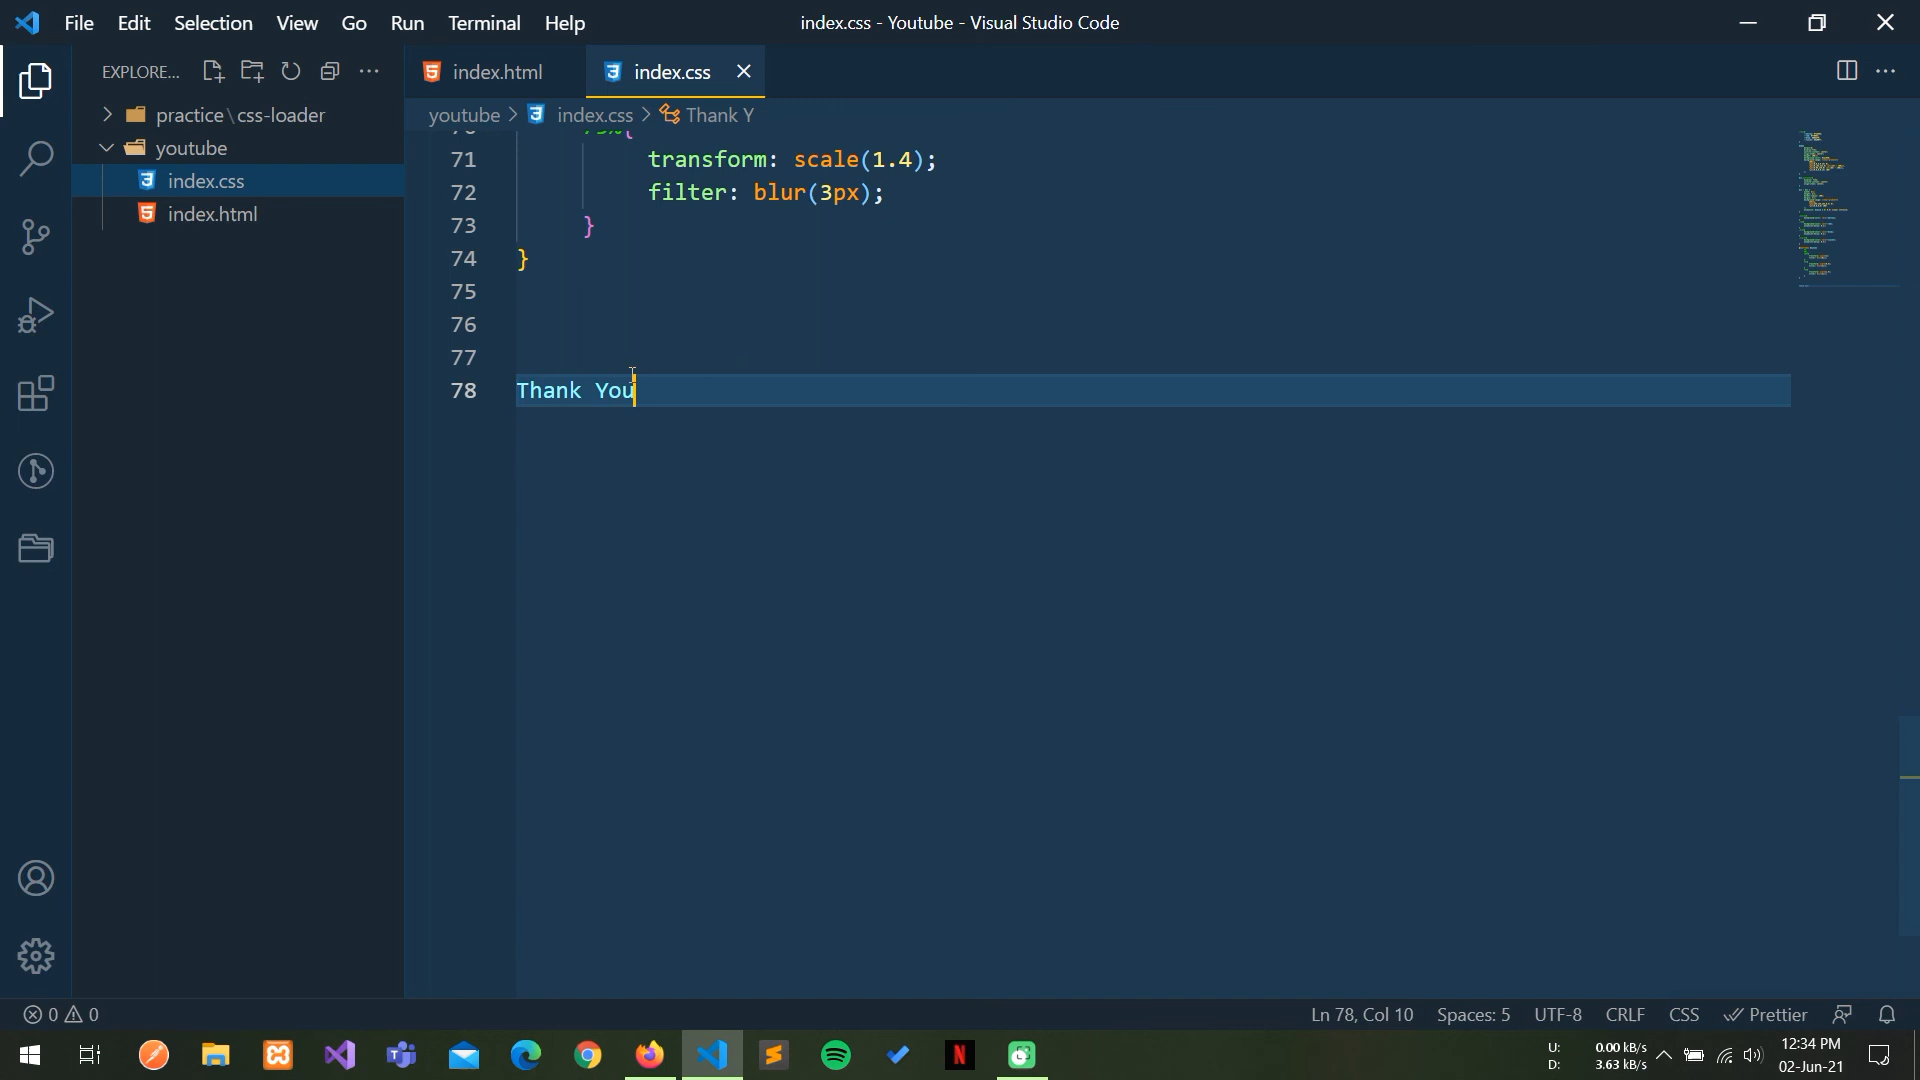 File Edit Selection View Go Run Terminal Help
index.css - Youtube - Visual Studio Code
EXPLORE...
practice\css-loader
youtube
index.css
index.html
index.html
index.css
youtube > index.css > Thank Y
71 transform: scale(1.4);
72 filter: blur(3px);
73 }
74 }
75
76
77
78 Thank You
0 0
Ln 78, Col 10 Spaces: 5 UTF-8 CRLF CSS Prettier
U: 0.00 kB/s
D: 3.63 kB/s
12:34 PM
02-Jun-21